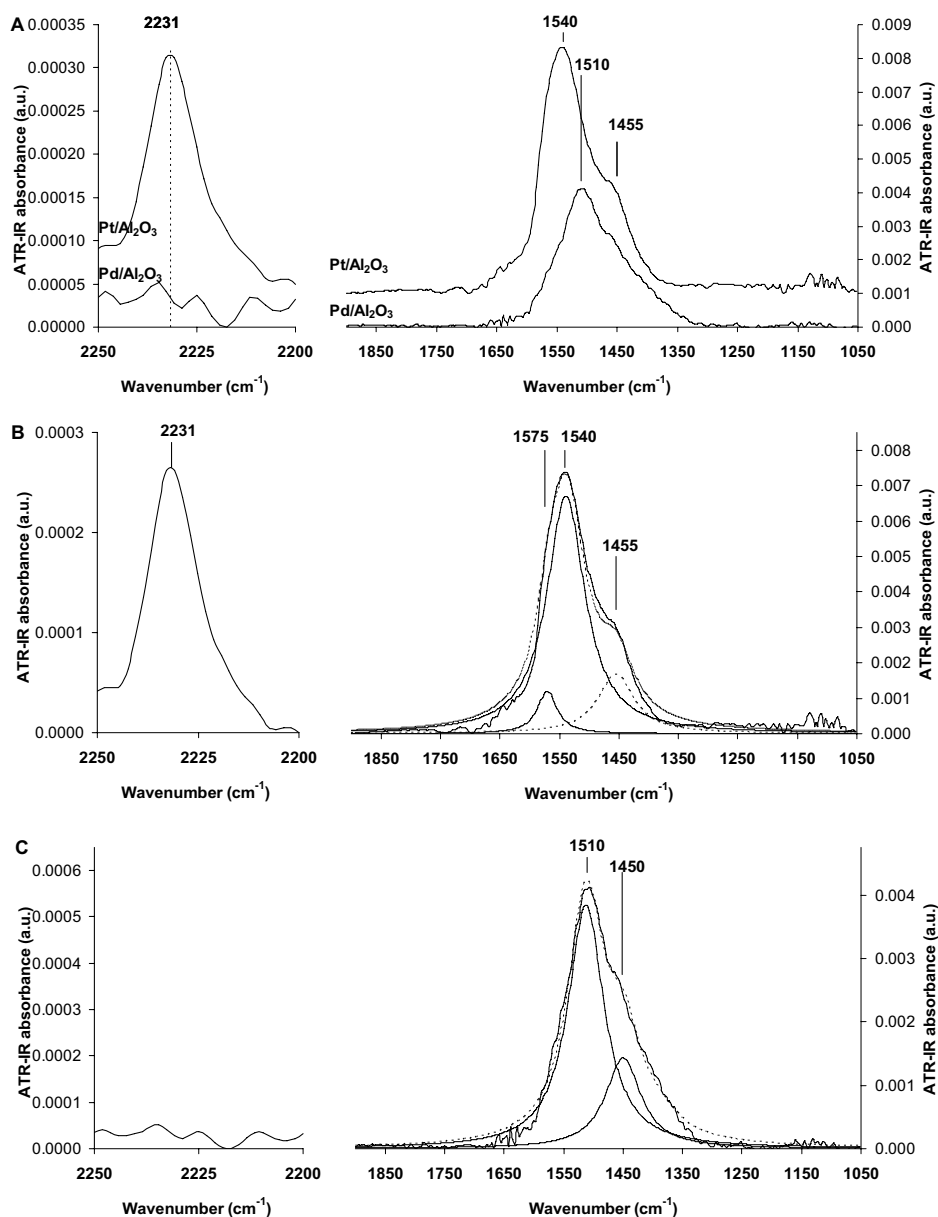 A
2231
1540
1510
1455
0.00035
0.00030
0.00025
0.00020
0.00015
0.00010
0.00005
0.00000
ATR-IR absorbance (a.u.)
Pt/Al2O3
Pd/Al2O3
2250 2225 2200
Wavenumber (cm-1)
Pt/Al2O3
Pd/Al2O3
1850 1750 1650 1550 1450 1350 1250 1150 1050
Wavenumber (cm-1)
0.009
0.008
0.007
0.006
0.005
0.004
0.003
0.002
0.001
0.000
ATR-IR absorbance (a.u.)
B
2231
1575 1540
1455
0.0003
0.0002
0.0001
0.0000
ATR-IR absorbance (a.u.)
2250 2225 2200
Wavenumber (cm-1)
1850 1750 1650 1550 1450 1350 1250 1150 1050
Wavenumber (cm-1)
0.008
0.007
0.006
0.005
0.004
0.003
0.002
0.001
0.000
ATR-IR absorbance (a.u.)
C
1510
1450
0.0006
0.0005
0.0004
0.0003
0.0002
0.0001
0.0000
ATR-IR absorbance (a.u.)
2250 2225 2200
Wavenumber (cm-1)
1850 1750 1650 1550 1450 1350 1250 1150 1050
Wavenumber (cm-1)
0.004
0.003
0.002
0.001
0.000
ATR-IR absorbance (a.u.)